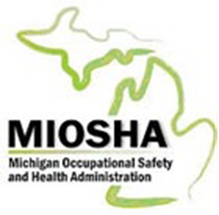 MIOSHA
Michigan Occupational Safety
and Health Administration